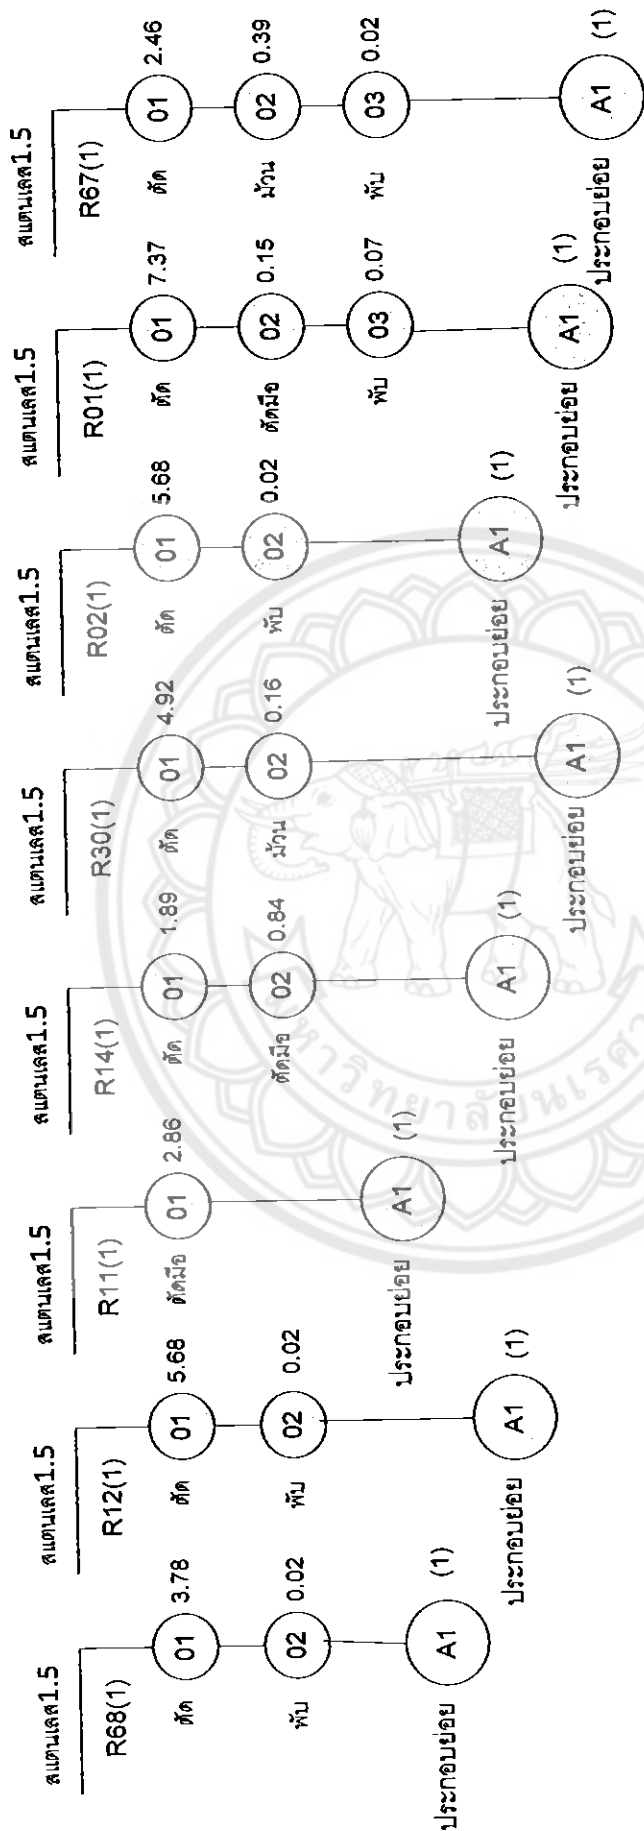 สแตนเลส1.5
R68(1)
01
3.78
ตัด
02
0.02
พับ
A1
(1)
ประกอบย่อย
สแตนเลส1.5
R12(1)
01
5.68
ตัด
02
0.02
พับ
A1
(1)
ประกอบย่อย
สแตนเลส1.5
R11(1)
01
2.86
ตัดมือ
A1
(1)
ประกอบย่อย
สแตนเลส1.5
R14(1)
01
1.89
ตัด
02
0.84
ตัดมือ
A1
(1)
ประกอบย่อย
สแตนเลส1.5
R30(1)
01
4.92
ตัด
02
0.16
ม้วน
A1
(1)
ประกอบย่อย
สแตนเลส1.5
R02(1)
01
5.68
ตัด
02
0.02
พับ
A1
(1)
ประกอบย่อย
สแตนเลส1.5
R01(1)
01
7.37
ตัด
02
0.15
ตัดมือ
03
0.07
พับ
A1
(1)
ประกอบย่อย
สแตนเลส1.5
R67(1)
01
2.46
ตัด
02
0.39
ม้วน
03
0.02
พับ
A1
(1)
ประกอบย่อย